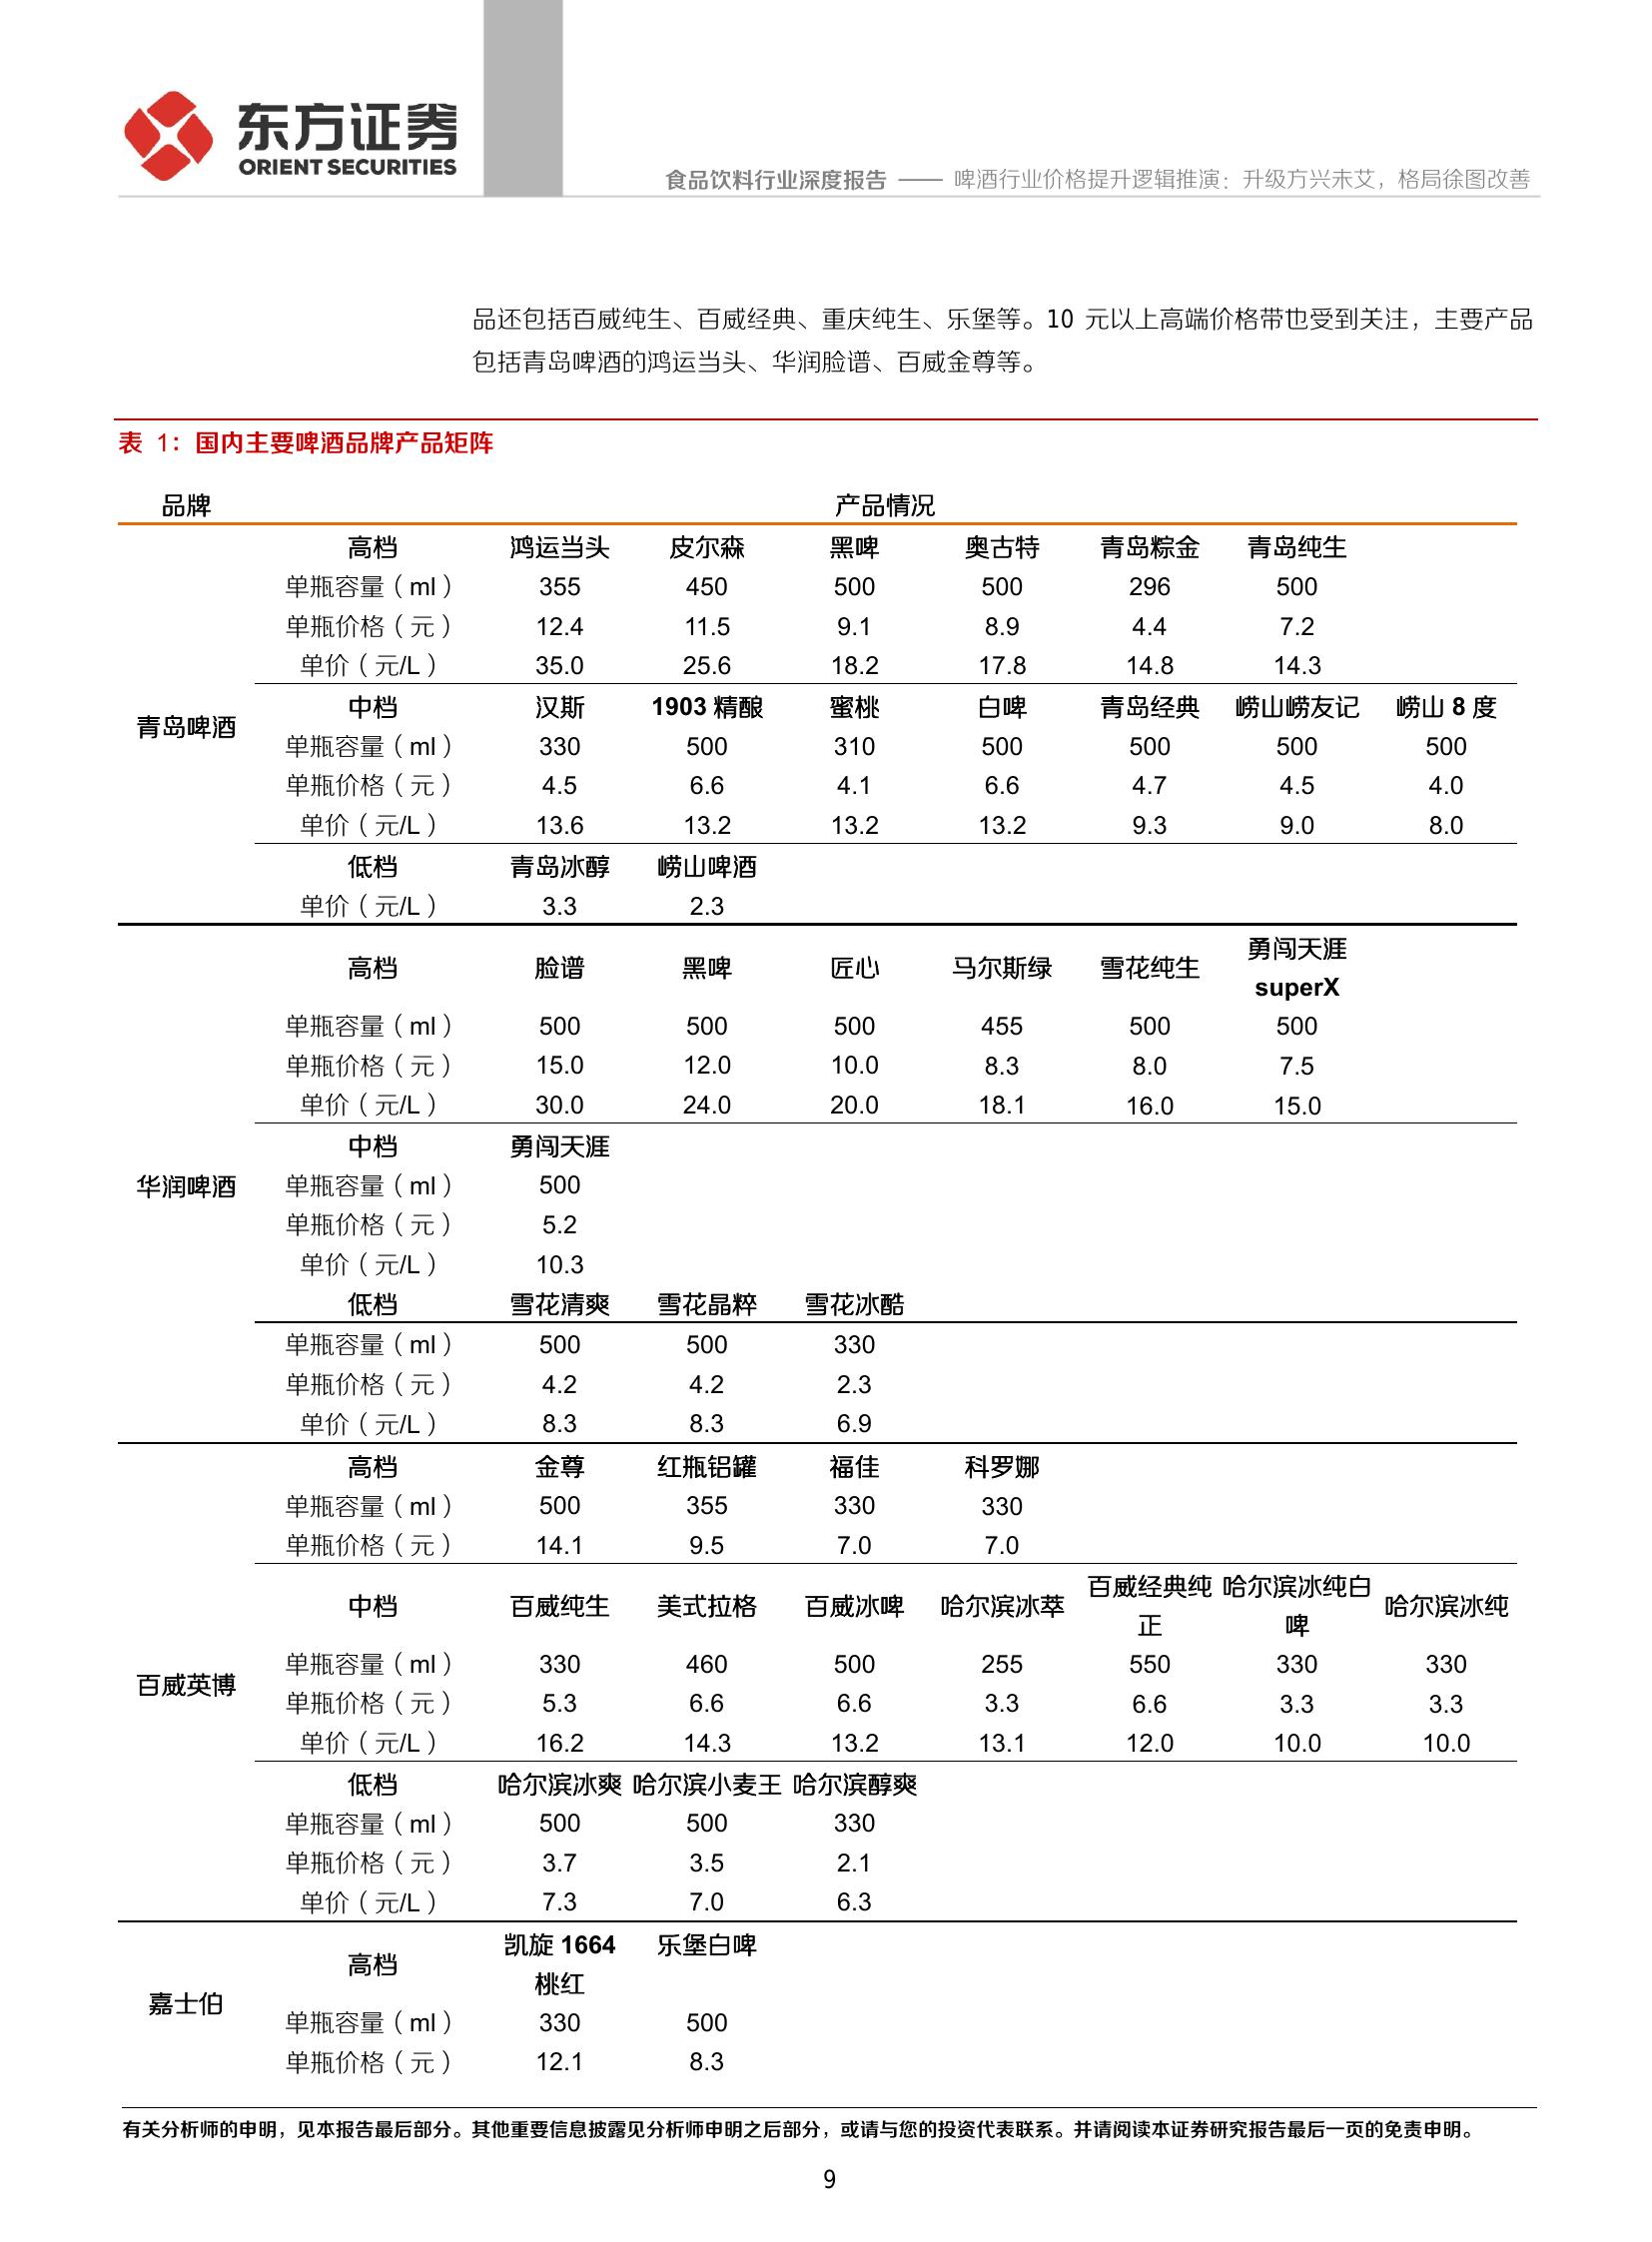 东方证券
ORIENT SECURITIES
食品饮料行业深度报告 —— 啤酒行业价格提升逻辑推演：升级方兴未艾，格局徐图改善
品还包括百威纯生、百威经典、重庆纯生、乐堡等。10 元以上高端价格带也受到关注，主要产品
包括青岛啤酒的鸿运当头、华润脸谱、百威金尊等。
表 1：国内主要啤酒品牌产品矩阵
品牌 产品情况
高档 鸿运当头 皮尔森 黑啤 奥古特 青岛粽金 青岛纯生
单瓶容量（ml） 355 450 500 500 296 500
单瓶价格（元） 12.4 11.5 9.1 8.9 4.4 7.2
单价（元/L） 35.0 25.6 18.2 17.8 14.8 14.3
青岛啤酒
中档 汉斯 1903 精酿 蜜桃 白啤 青岛经典 崂山崂友记 崂山 8 度
单瓶容量（ml） 330 500 310 500 500 500 500
单瓶价格（元） 4.5 6.6 4.1 6.6 4.7 4.5 4.0
单价（元/L） 13.6 13.2 13.2 13.2 9.3 9.0 8.0
低档 青岛冰醇 崂山啤酒
单价（元/L） 3.3 2.3
高档 脸谱 黑啤 匠心 马尔斯绿 雪花纯生 勇闯天涯
superX
单瓶容量（ml） 500 500 500 455 500 500
单瓶价格（元） 15.0 12.0 10.0 8.3 8.0 7.5
单价（元/L） 30.0 24.0 20.0 18.1 16.0 15.0
中档 勇闯天涯
华润啤酒 单瓶容量（ml） 500
单瓶价格（元） 5.2
单价（元/L） 10.3
低档 雪花清爽 雪花晶粹 雪花冰酷
单瓶容量（ml） 500 500 330
单瓶价格（元） 4.2 4.2 2.3
单价（元/L） 8.3 8.3 6.9
高档 金尊 红瓶铝罐 福佳 科罗娜
单瓶容量（ml） 500 355 330 330
单瓶价格（元） 14.1 9.5 7.0 7.0
中档 百威纯生 美式拉格 百威冰啤 哈尔滨冰萃 百威经典纯 哈尔滨冰纯白 哈尔滨冰纯
正 啤
单瓶容量（ml） 330 460 500 255 550 330 330
百威英博
单瓶价格（元） 5.3 6.6 6.6 3.3 6.6 3.3 3.3
单价（元/L） 16.2 14.3 13.2 13.1 12.0 10.0 10.0
低档 哈尔滨冰爽 哈尔滨小麦王 哈尔滨醇爽
单瓶容量（ml） 500 500 330
单瓶价格（元） 3.7 3.5 2.1
单价（元/L） 7.3 7.0 6.3
高档 凯旋 1664 乐堡白啤
桃红
嘉士伯
单瓶容量（ml） 330 500
单瓶价格（元） 12.1 8.3
有关分析师的申明，见本报告最后部分。其他重要信息披露见分析师申明之后部分，或请与您的投资代表联系。并请阅读本证券研究报告最后一页的免责申明。
9